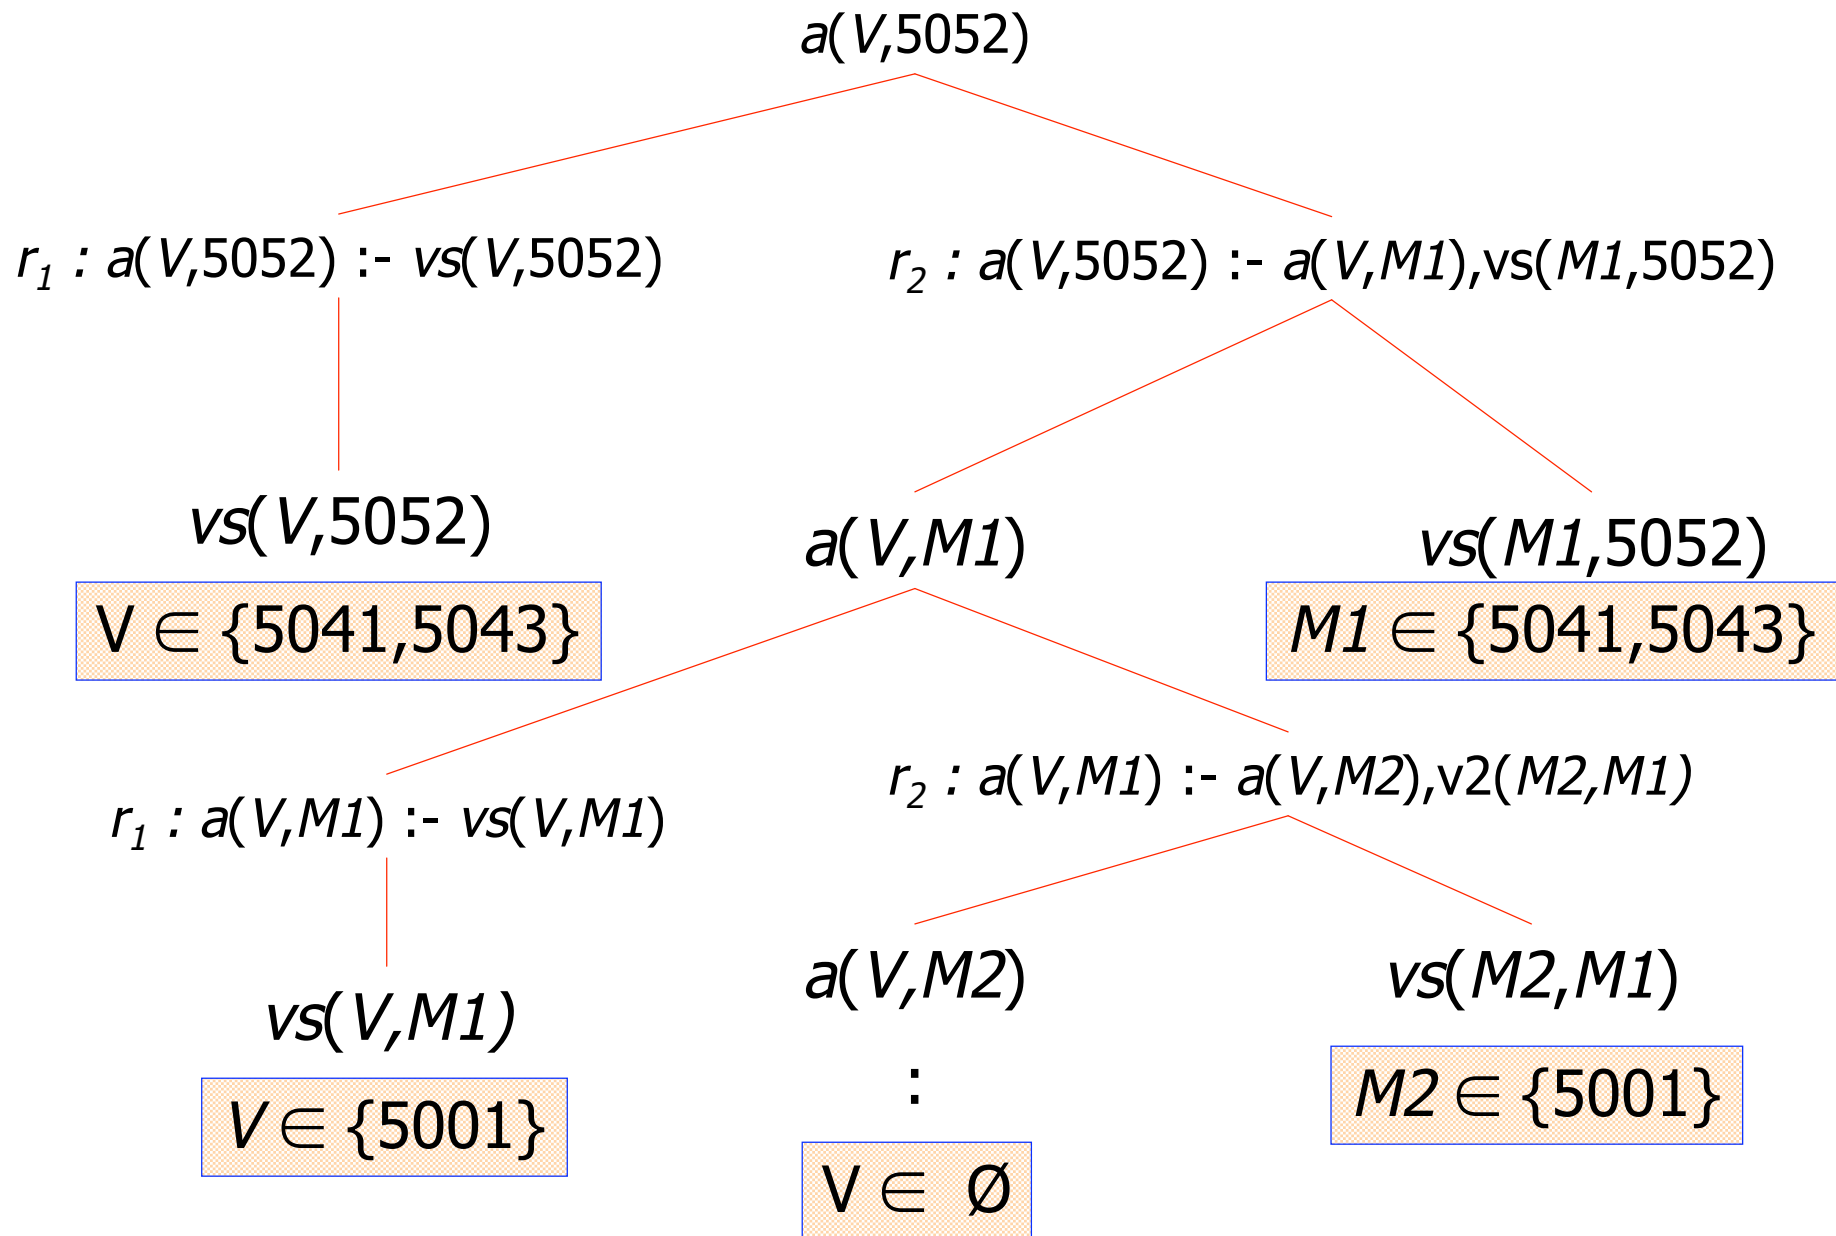 a(V,5052)
r1 : a(V,5052) :- vs(V,5052)
r2 : a(V,5052) :- a(V,M1),vs(M1,5052)
vs(V,5052)
a(V,M1)
vs(M1,5052)
V ∈ {5041,5043}
M1 ∈ {5041,5043}
r1 : a(V,M1) :- vs(V,M1)
r2 : a(V,M1) :- a(V,M2),v2(M2,M1)
vs(V,M1)
a(V,M2)
vs(M2,M1)
:
V ∈ {5001}
V ∈ Ø
M2 ∈ {5001}